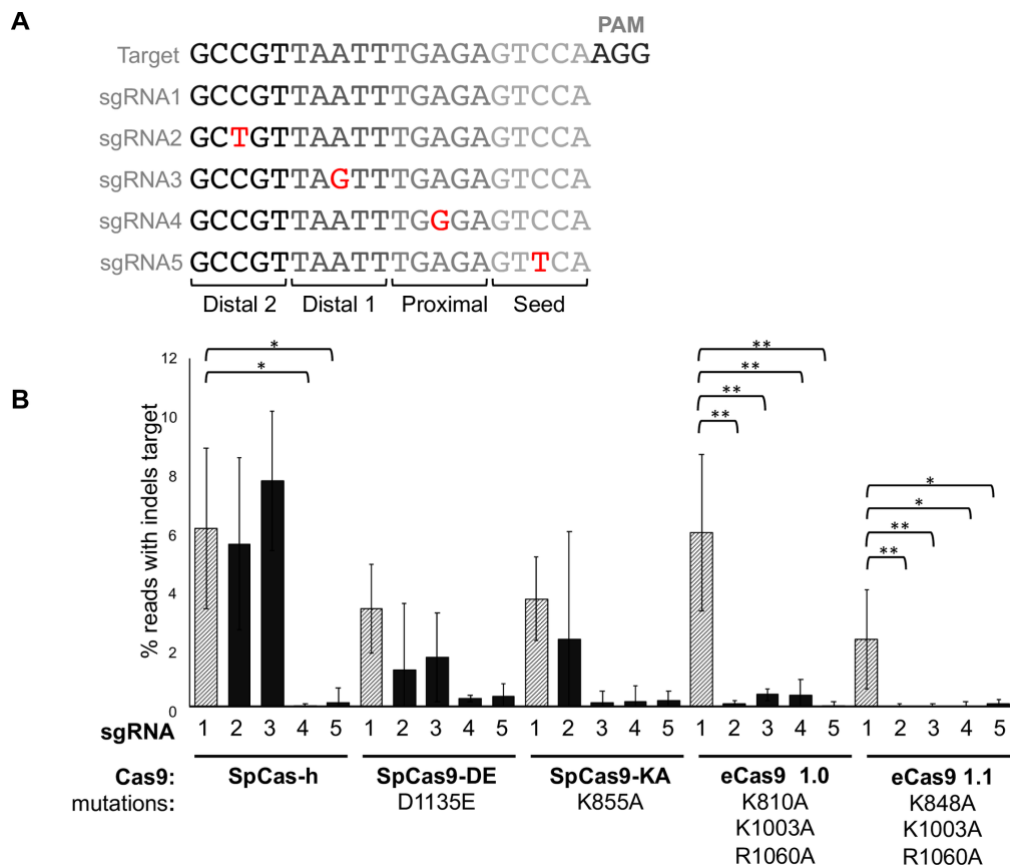 A
PAM
Target GCCGTTAATTTGAGAGTCCAAGG
sgRNA1 GCCGTTAATTTGAGAGTCCA
sgRNA2 GCTGTTAATTTGAGAGTCCA
sgRNA3 GCCGTTAGTTTGAGAGTCCA
sgRNA4 GCCGTTAATTTGGGAGTCCA
sgRNA5 GCCGTTAATTTGAGAGTTCA
Distal 2 Distal 1 Proximal Seed
B
% reads with indels target
12
10
8
6
4
2
0
* * ** ** ** ** * * ** **
sgRNA 1 2 3 4 5 1 2 3 4 5 1 2 3 4 5 1 2 3 4 5 1 2 3 4 5
Cas9: SpCas-h SpCas9-DE SpCas9-KA eCas9 1.0 eCas9 1.1
mutations: D1135E K855A K810A K848A
K1003A K1003A
R1060A R1060A